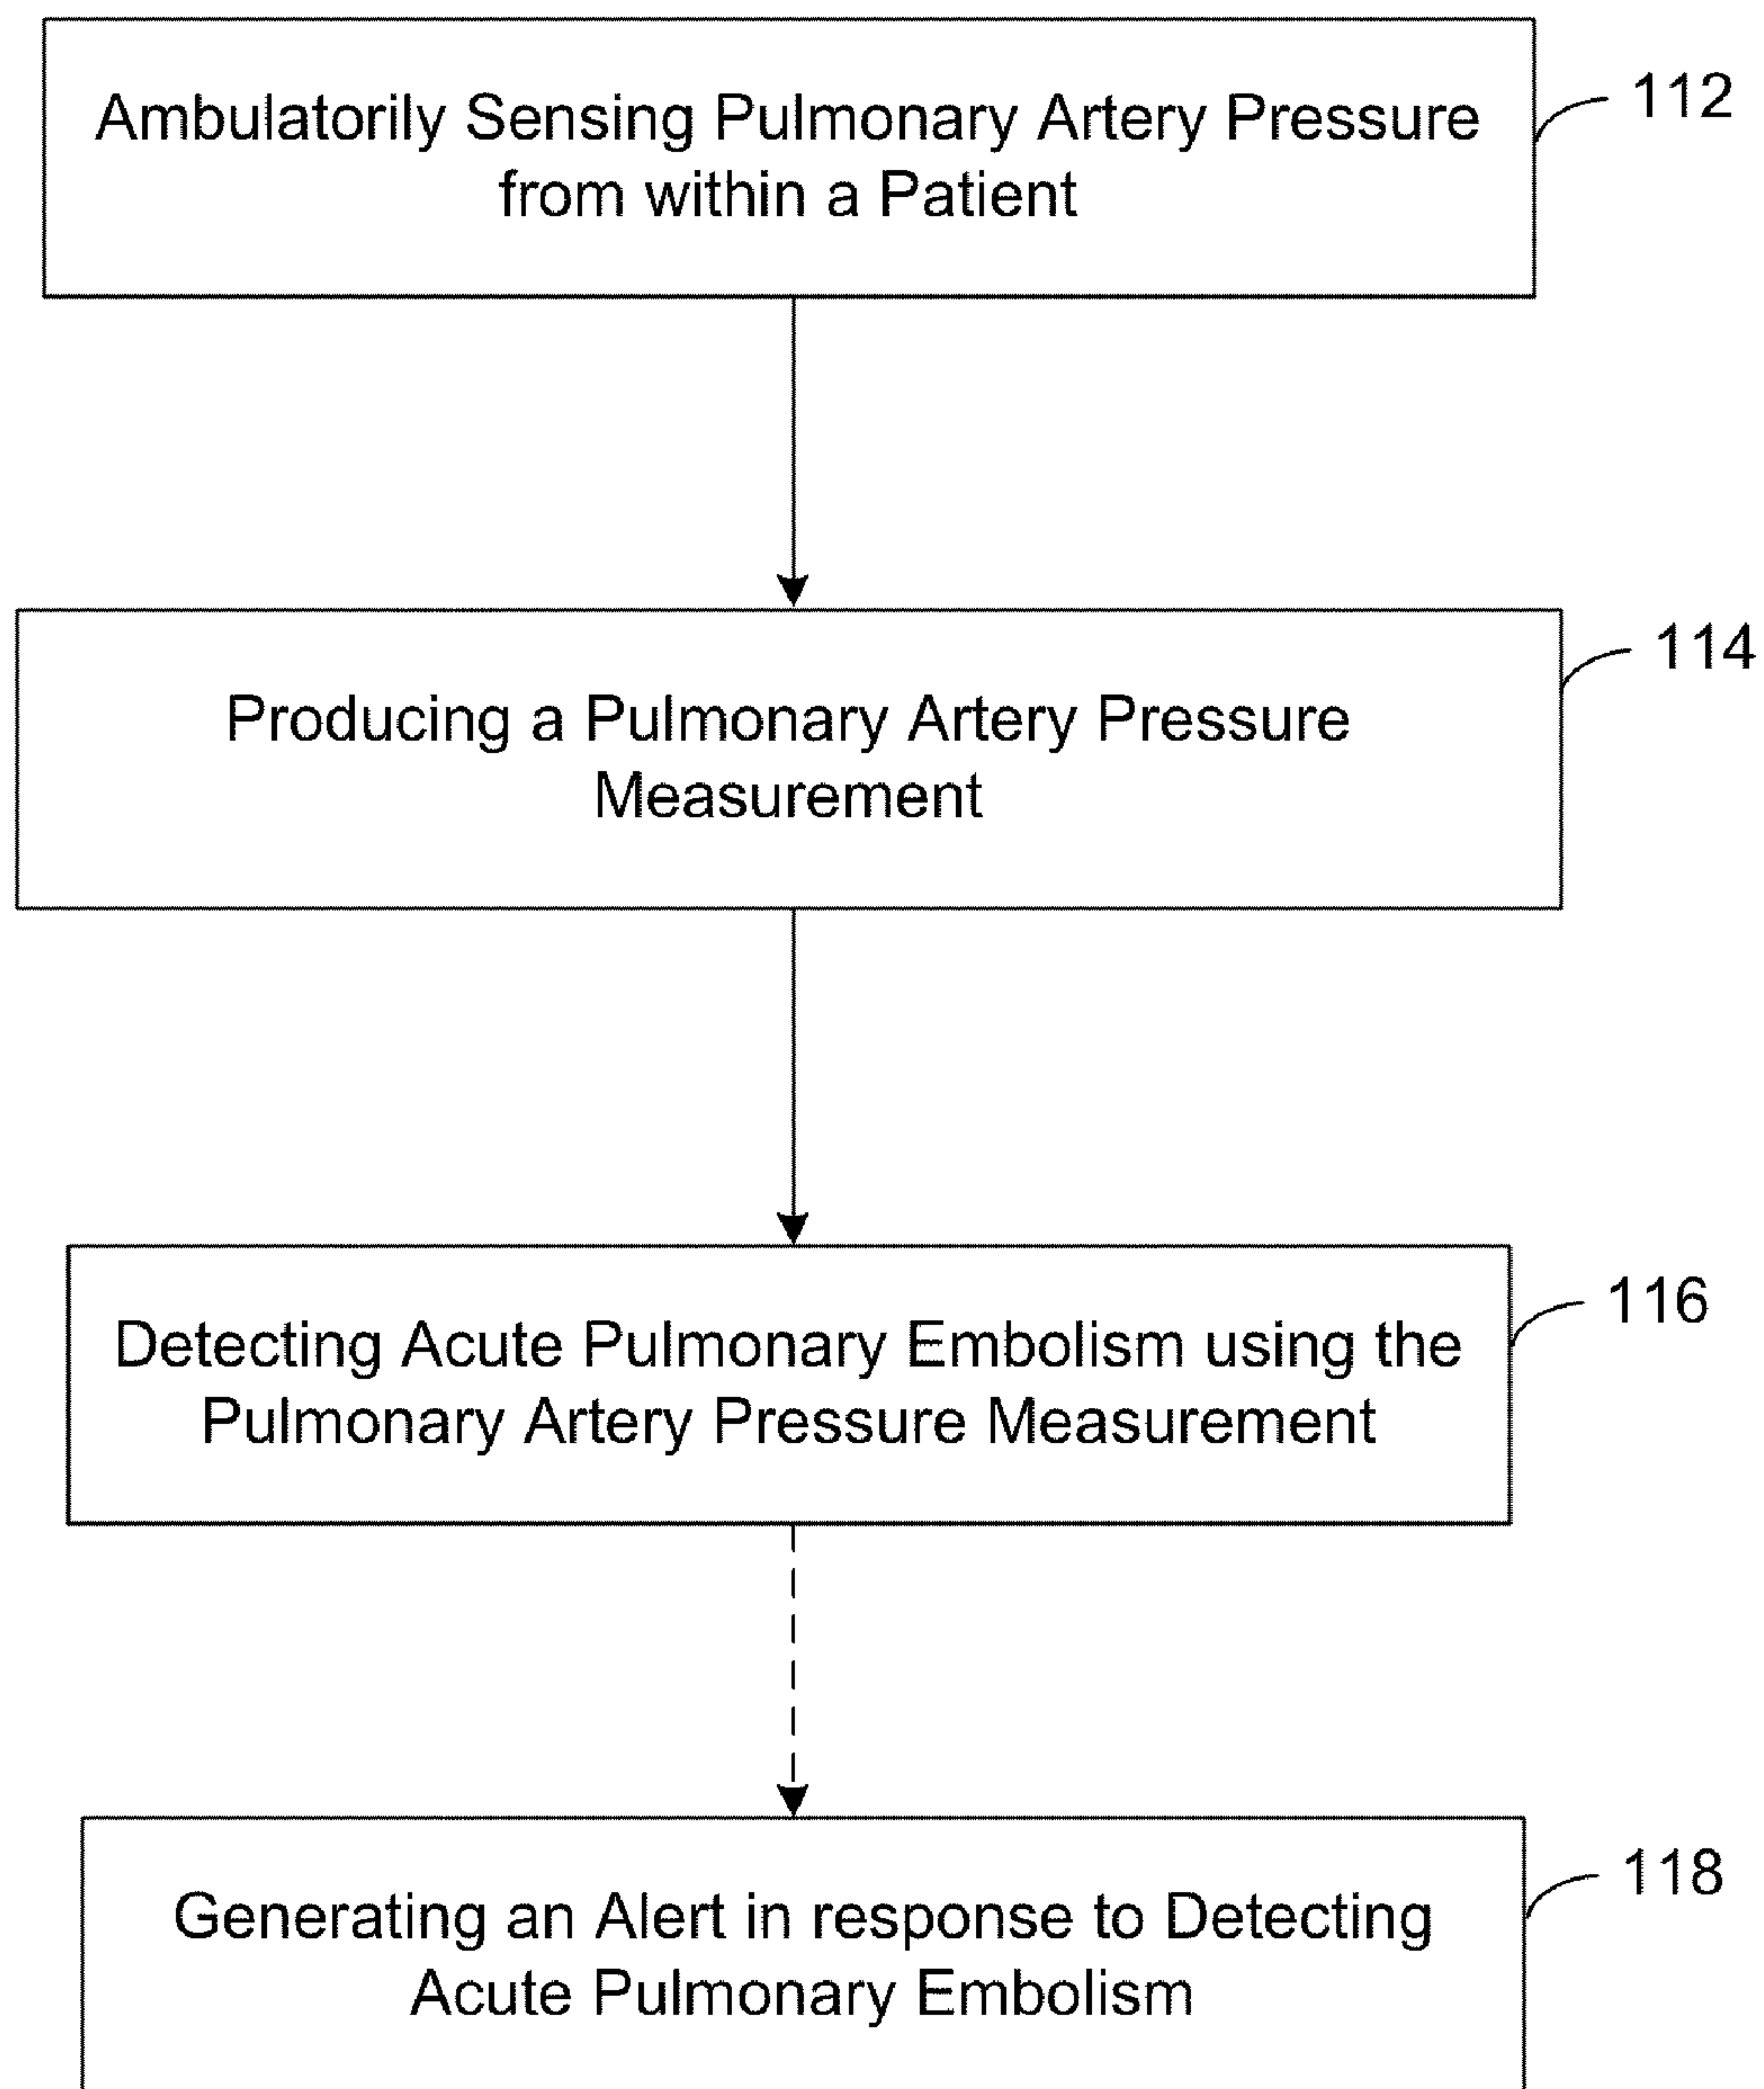 Ambulatorily Sensing Pulmonary Artery Pressure
from within a Patient
112
Producing a Pulmonary Artery Pressure
Measurement
114
Detecting Acute Pulmonary Embolism using the
Pulmonary Artery Pressure Measurement
116
Generating an Alert in response to Detecting
Acute Pulmonary Embolism
118